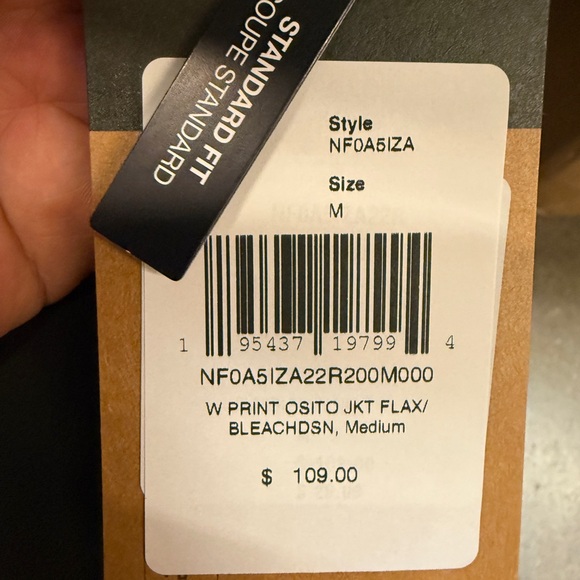 STANDARD FIT
COUPE STANDARD
Style
NF0A5IZA
Size
M
1 95437 19799 4
NF0A5IZA22R200M000
W PRINT OSITO JKT FLAX/
BLEACHDSN, Medium
$ 109.00